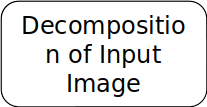 Decompositio
n of Input
Image